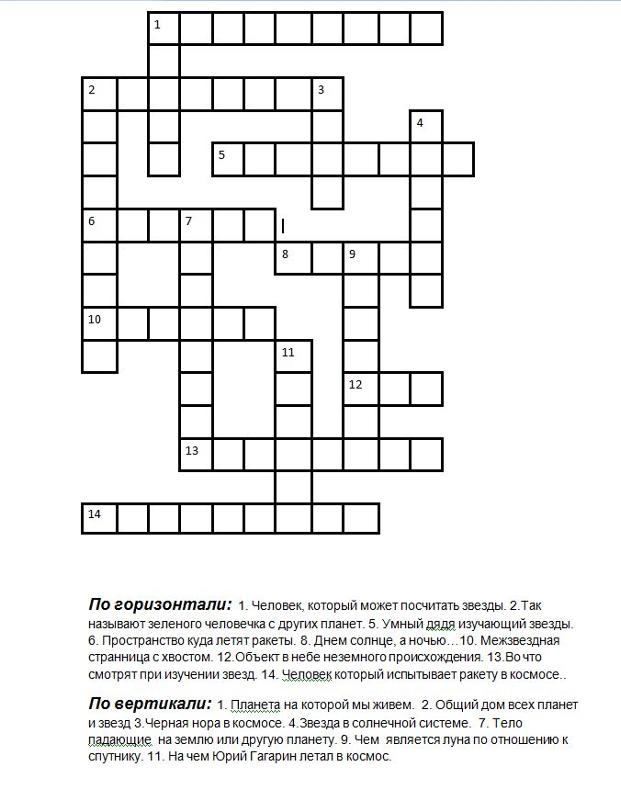 1
2 3
4
5
6 7
8 9
10
11
12
13
14
По горизонтали: 1. Человек, который может посчитать звезды. 2.Так
называют зеленого человечка с других планет. 5. Умный дядя изучающий звезды.
6. Пространство куда летят ракеты. 8. Днем солнце, а ночью…10. Межзвездная
странница с хвостом. 12.Объект в небе неземного происхождения. 13.Во что
смотрят при изучении звезд. 14. Человек который испытывает ракету в космосе..
По вертикали: 1. Планета на которой мы живем. 2. Общий дом всех планет
и звезд 3.Черная нора в космосе. 4.Звезда в солнечной системе. 7. Тело
падающие на землю или другую планету. 9. Чем является луна по отношению к
спутнику. 11. На чем Юрий Гагарин летал в космос.